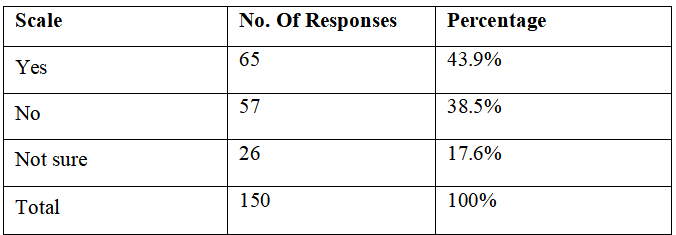 Scale No. Of Responses Percentage
Yes 65 43.9%
No 57 38.5%
Not sure 26 17.6%
Total 150 100%